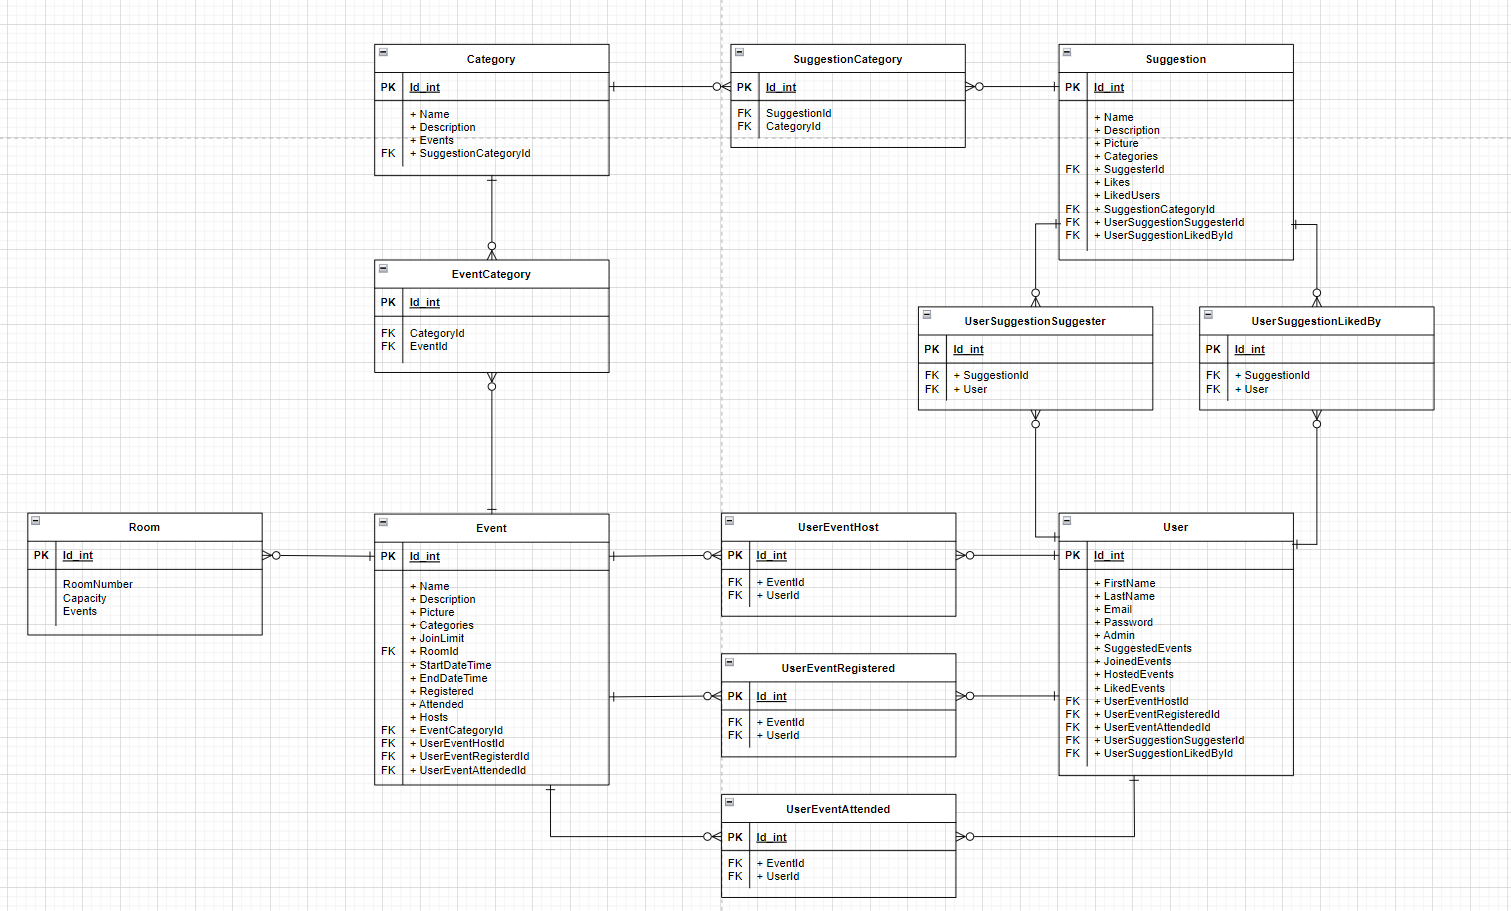 Category
PK Id_int
+ Name
+ Description
+ Events
FK + SuggestionCategoryId
SuggestionCategory
PK Id_int
FK SuggestionId
FK CategoryId
Suggestion
PK Id_int
+ Name
+ Description
+ Picture
+ Categories
FK + SuggesterId
+ Likes
+ LikedUsers
FK + SuggestionCategoryId
FK + UserSuggestionSuggesterId
FK + UserSuggestionLikedById
EventCategory
PK Id_int
FK CategoryId
FK EventId
UserSuggestionSuggester
PK Id_int
FK + SuggestionId
FK + User
UserSuggestionLikedBy
PK Id_int
FK + SuggestionId
FK + User
Room
PK Id_int
RoomNumber
Capacity
Events
Event
PK Id_int
+ Name
+ Description
+ Picture
+ Categories
+ JoinLimit
FK + RoomId
+ StartDateTime
+ EndDateTime
+ Registered
+ Attended
+ Hosts
FK + EventCategoryId
FK + UserEventHostId
FK + UserEventRegisterdId
FK + UserEventAttendedId
UserEventHost
PK Id_int
FK + EventId
FK + UserId
User
PK Id_int
+ FirstName
+ LastName
+ Email
+ Password
+ Admin
+ SuggestedEvents
+ JoinedEvents
+ HostedEvents
+ LikedEvents
FK + UserEventHostId
FK + UserEventRegisteredId
FK + UserEventAttendedId
FK + UserSuggestionSuggesterId
FK + UserSuggestionLikedById
UserEventRegistered
PK Id_int
FK + EventId
FK + UserId
UserEventAttended
PK Id_int
FK + EventId
FK + UserId